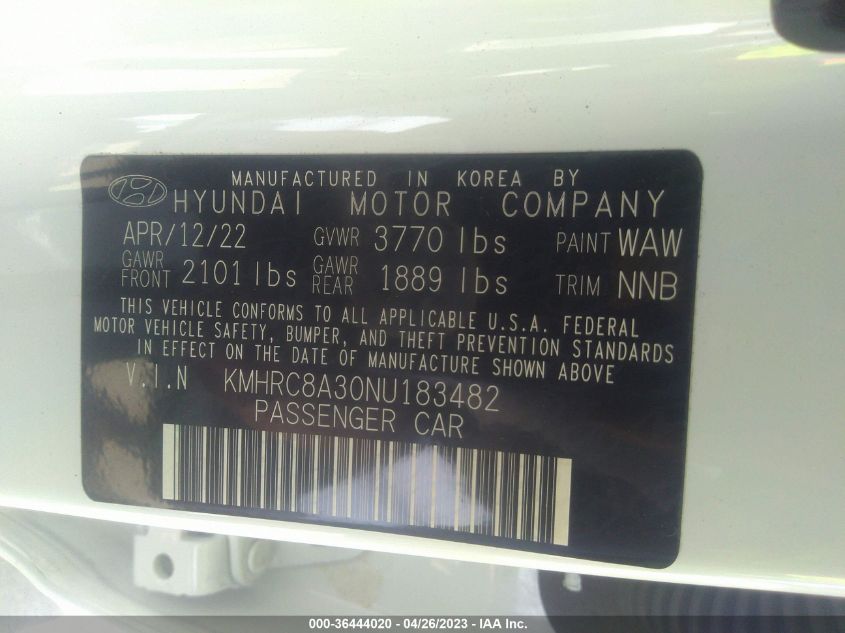 MANUFACTURED IN KOREA BY
HYUNDAI MOTOR COMPANY
APR/12/22 GVWR 3770 lbs PAINT WAW
GAWR FRONT 2101 lbs GAWR REAR 1889 lbs TRIM NNB
THIS VEHICLE CONFORMS TO ALL APPLICABLE U.S.A. FEDERAL
MOTOR VEHICLE SAFETY, BUMPER, AND THEFT PREVENTION STANDARDS
IN EFFECT ON THE DATE OF MANUFACTURE SHOWN ABOVE
V.I.N KMHRC8A30NU183482
PASSENGER CAR
000-36444020 - 04/26/2023 - IAA Inc.